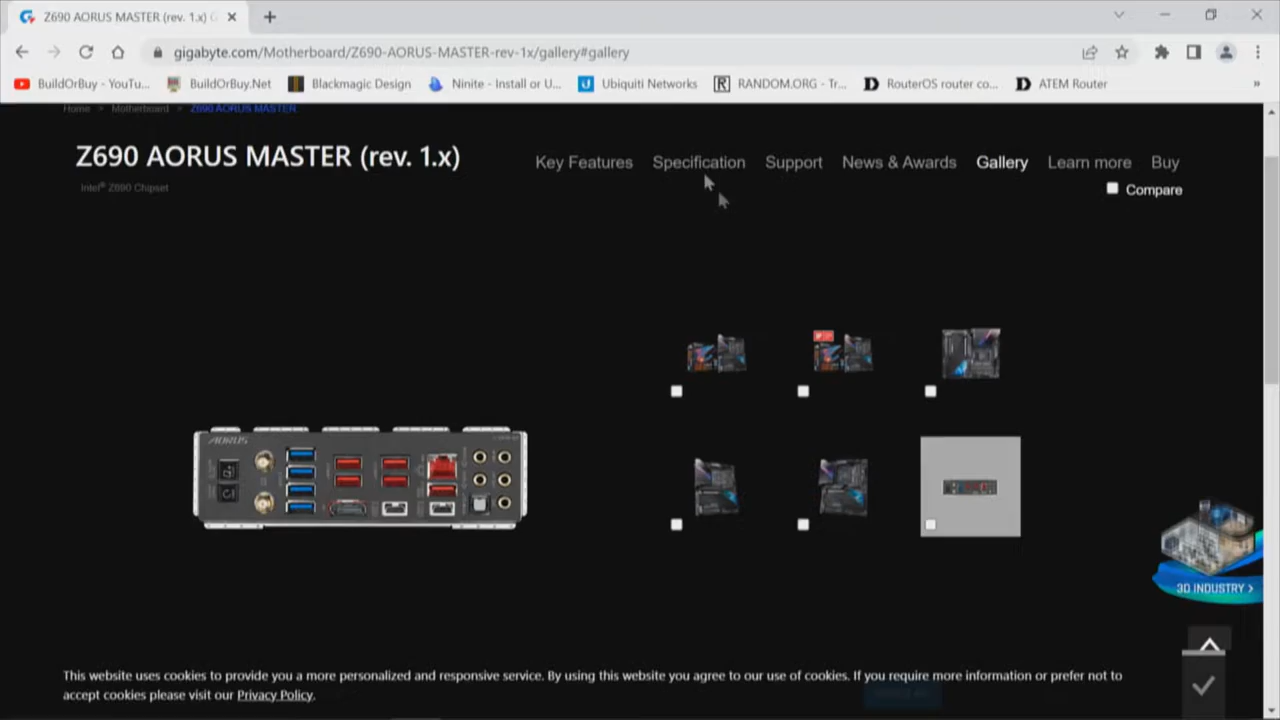 Z690 AORUS MASTER (rev. 1.x) G
gigabyte.com/Motherboard/Z690-AORUS-MASTER-rev-1x/gallery#gallery
BuildOrBuy - YouTu...
BuildOrBuy.Net
Blackmagic Design
Ninite - Install or U...
Ubiquiti Networks
RANDOM.ORG - Tr...
RouterOS router co...
ATEM Router
»
Home > Motherboard > Z690 AORUS MASTER
Z690 AORUS MASTER (rev. 1.x)
Key Features
Specification
Support
News & Awards
Gallery
Learn more
Buy
Intel® Z690 Chipset
Compare
AORUS
3D INDUSTRY >
This website uses cookies to provide you a more personalized and responsive service. By using this website you agree to our use of cookies. If you require more information or prefer not to
accept cookies please visit our Privacy Policy.